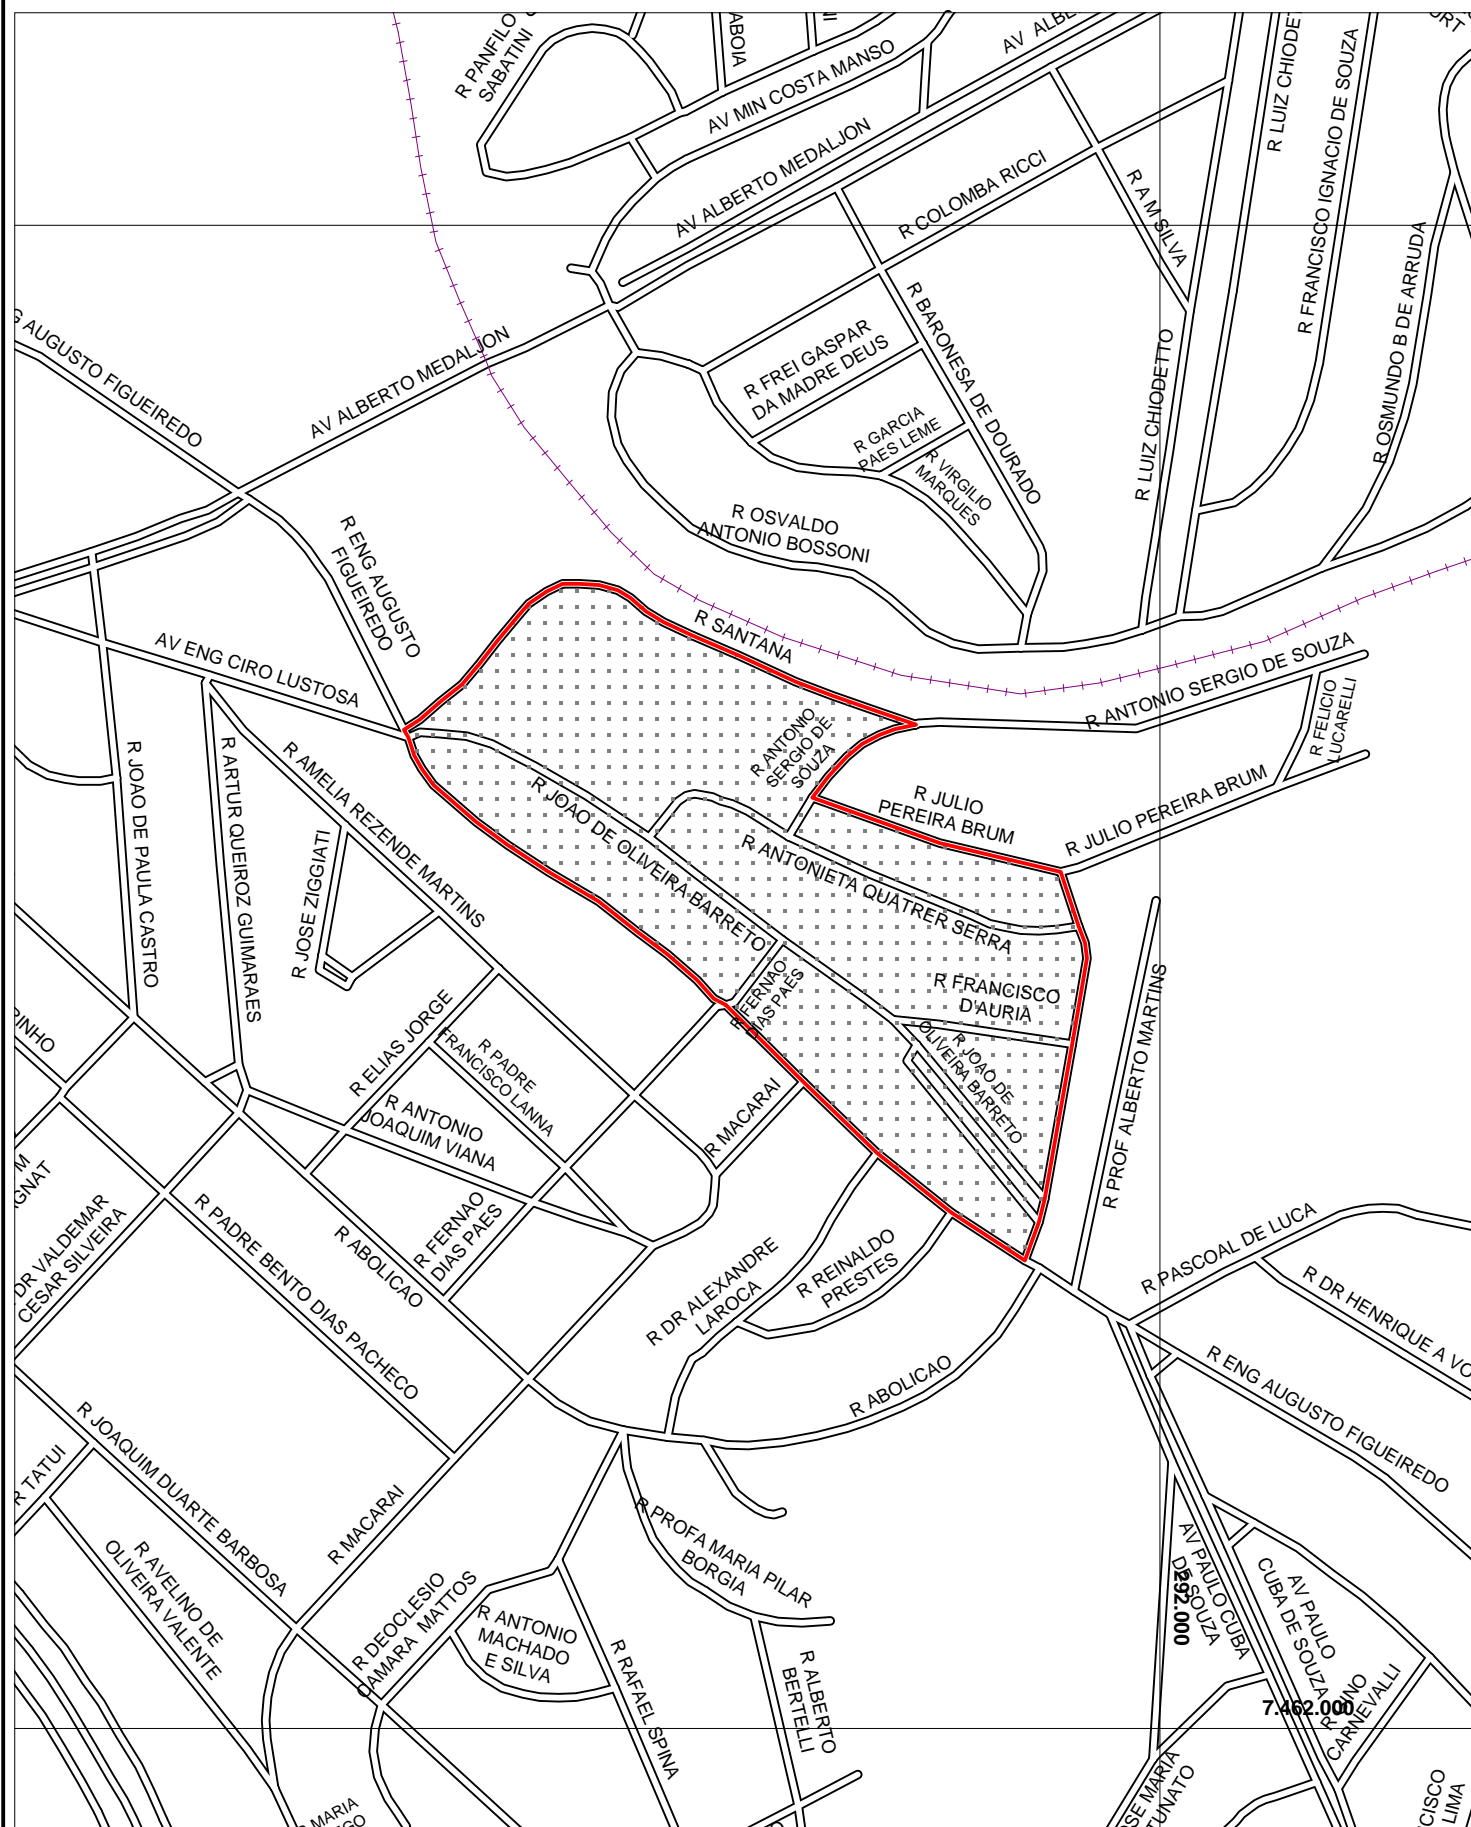 R PANFILO
SABATINI
ABOIA
AV MIN COSTA MANSO
AV ALBE
R LUIZ CHIODE
R FRANCISCO IGNACIO DE SOUZA
AV ALBERTO MEDALJON
R COLOMBA RICCI
R A M SILVA
R OSMUNDO B DE ARRUDA
AUGUSTO FIGUEIREDO
AV ALBERTO MEDALJON
R FREI GASPAR
DA MADRE DEUS
R BARONESA DE DOURADO
R LUIZ CHIODETTO
R GARCIA
PAES LEME
R VIRGILIO
MARQUES
R OSVALDO
ANTONIO BOSSONI
R ENG AUGUSTO
FIGUEIREDO
R SANTANA
AV ENG CIRO LUSTOSA
R ANTONIO SERGIO DE SOUZA
R FELICIO
LUCARELLI
R ANTONIO
SERGIO DE
SOUZA
R JOAO DE PAULA CASTRO
R ARTUR QUEIROZ GUIMARAES
R AMELIA REZENDE MARTINS
R JOSE ZIGGIATI
R JOAO DE OLIVEIRA BARRETO
R JULIO
PEREIRA BRUM
R JULIO PEREIRA BRUM
R ANTONIETA QUATRER SERRA
R FERNAO
DIAS PAES
R FRANCISCO
D'AURIA
R JOAO DE
OLIVEIRA BARRETO
R PROF ALBERTO MARTINS
RINHO
R ELIAS JORGE
R PADRE
FRANCISCO LANNA
R ANTONIO
JOAQUIM VIANA
R MACARAI
GNAT
DR VALDEMAR
CESAR SILVEIRA
R PADRE BENTO DIAS PACHECO
R ABOLICAO
R FERNAO
DIAS PAES
R DR ALEXANDRE
LAROCA
R REINALDO
PRESTES
R PASCOAL DE LUCA
R DR HENRIQUE A VO
R ENG AUGUSTO FIGUEIREDO
R ABOLICAO
R TATUI
R JOAQUIM DUARTE BARBOSA
R MACARAI
R AVELINO DE
OLIVEIRA VALENTE
R DEOCLESIO
CAMARA MATTOS
R ANTONIO
MACHADO
E SILVA
R PROFA MARIA PILAR
BORGIA
R RAFAEL SPINA
R ALBERTO
BERTELLI
AV PAULO CUBA
DE SOUZA
292.000
AV PAULO
CUBA DE SOUZA
7.462.000
CARNEVALLI
MARIA
OSE MARIA
TUNATO
CISCO
LIMA